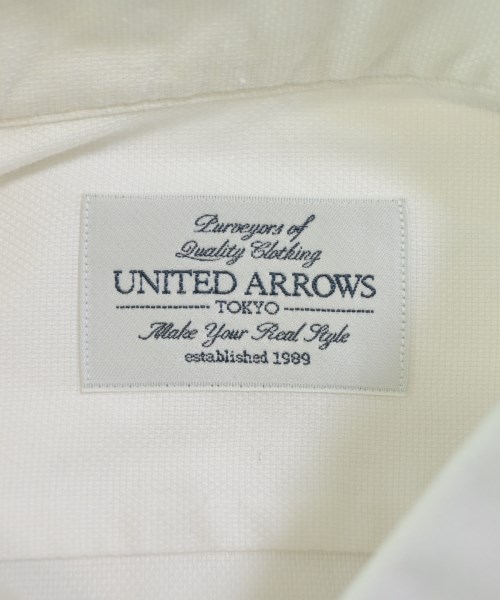 Purveyors of
Quality Clothing
UNITED ARROWS
TOKYO
Make Your Real Style
established 1989